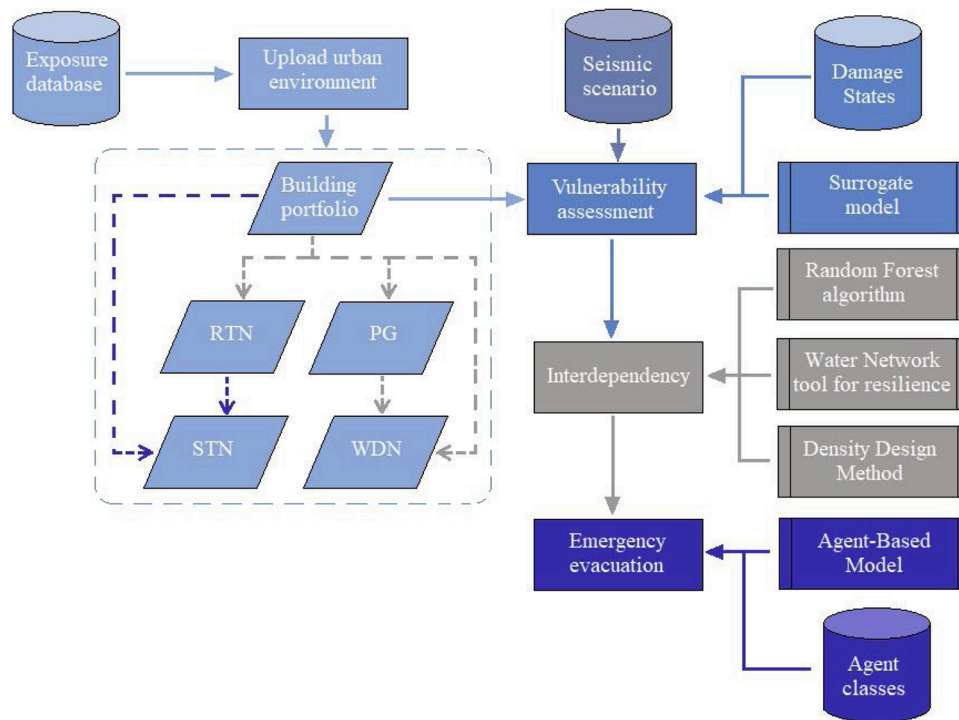 Exposure
database
Upload urban
environment
Seismic
scenario
Damage
States
Building
portfolio
Vulnerability
assessment
Surrogate
model
RTN
PG
Random Forest
algorithm
Interdependency
Water Network
tool for resilience
STN
WDN
Density Design
Method
Emergency
evacuation
Agent-Based
Model
Agent
classes